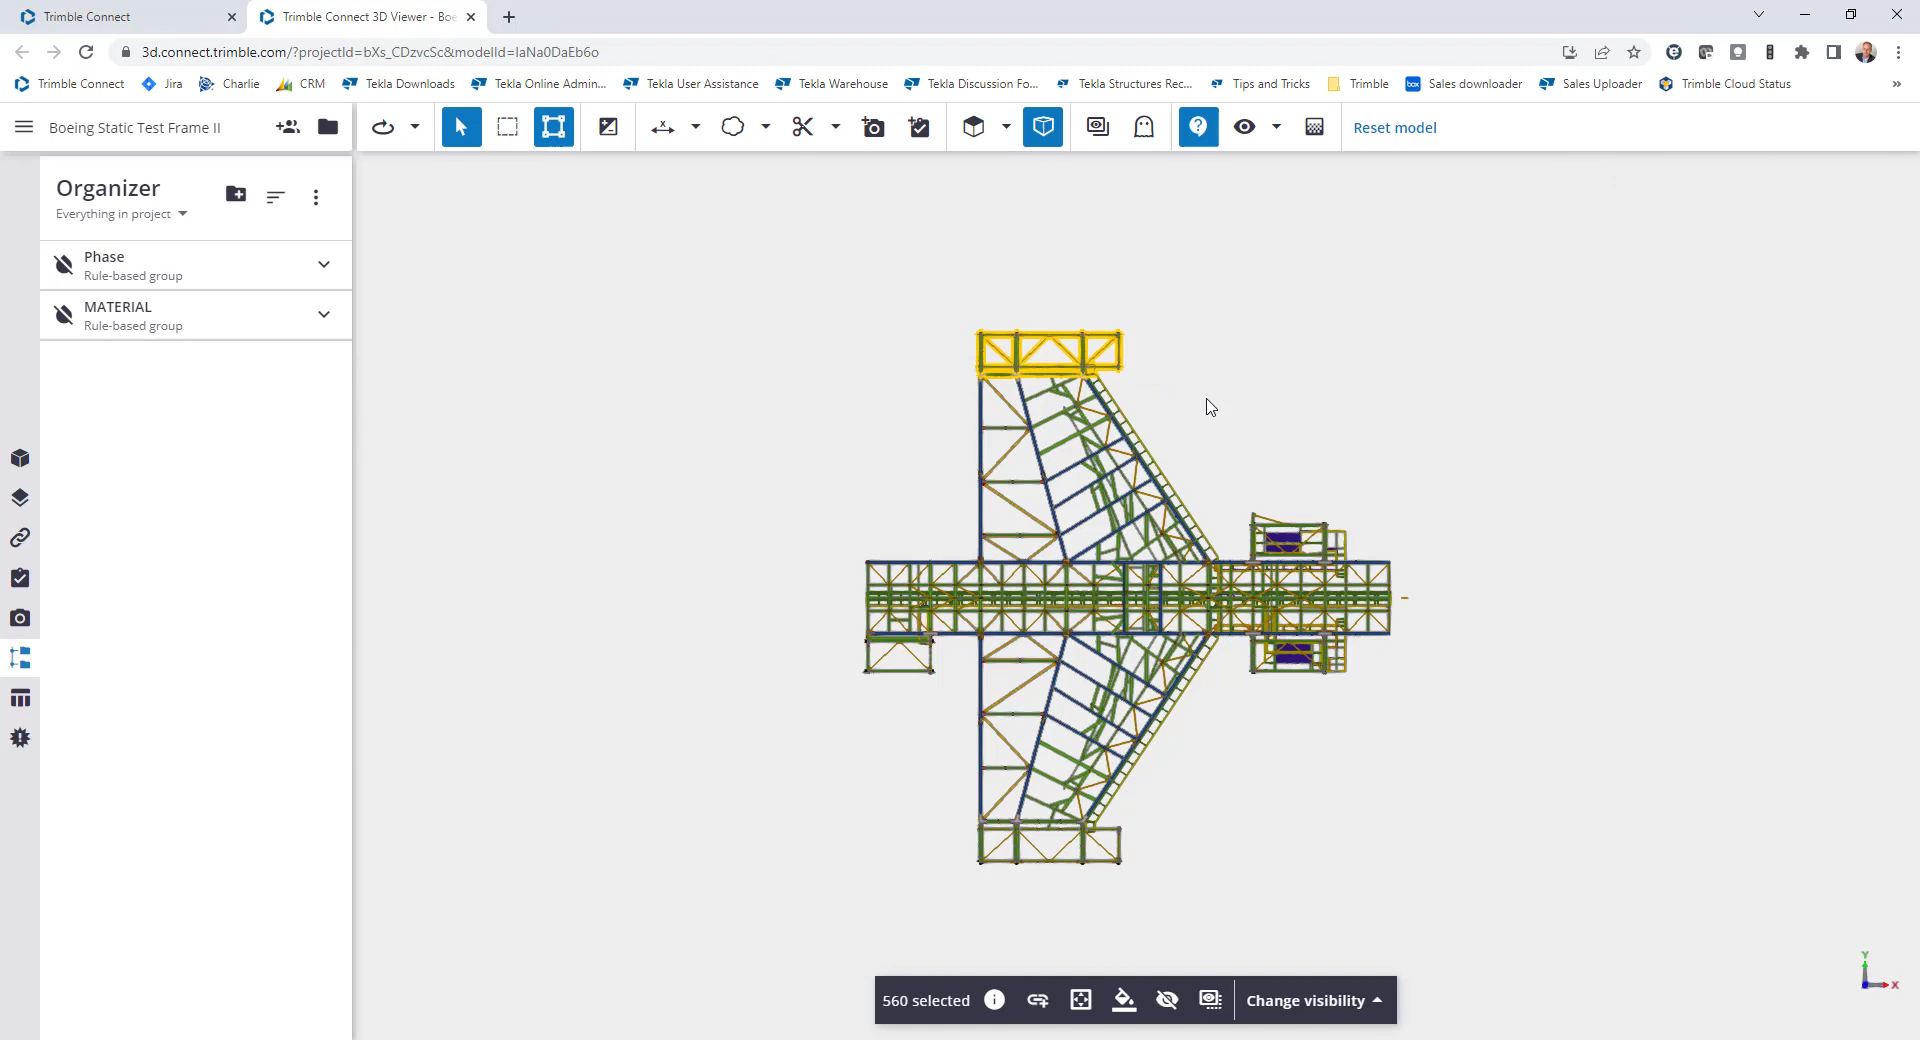 Trimble Connect
Trimble Connect 3D Viewer - Boe
3d.connect.trimble.com/?projectId=bXs_CDzvcSc&modelId=IaNa0DaEb6o
Trimble Connect
Jira
Charlie
CRM
Tekla Downloads
Tekla Online Admin...
Tekla User Assistance
Tekla Warehouse
Tekla Discussion Fo...
Tekla Structures Rec...
Tips and Tricks
Trimble
box
Sales downloader
Sales Uploader
Trimble Cloud Status
»
Boeing Static Test Frame II
x
?
Reset model
Organizer
Everything in project
Phase
Rule-based group
MATERIAL
Rule-based group
Y
X
560 selected
Change visibility